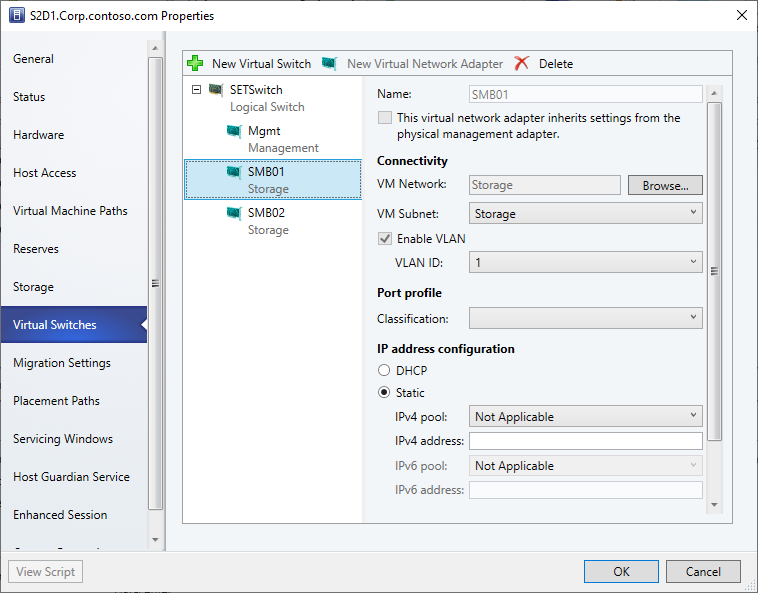 S2D1.Corp.contoso.com Properties
General
Status
Hardware
Host Access
Virtual Machine Paths
Reserves
Storage
Virtual Switches
Migration Settings
Placement Paths
Servicing Windows
Host Guardian Service
Enhanced Session
New Virtual Switch
New Virtual Network Adapter
Delete
SETSwitch
Logical Switch
Mgmt
Management
SMB01
Storage
SMB02
Storage
Name: SMB01
This virtual network adapter inherits settings from the
physical management adapter.
Connectivity
VM Network: Storage Browse...
VM Subnet: Storage
Enable VLAN
VLAN ID: 1
Port profile
Classification:
IP address configuration
DHCP
Static
IPv4 pool: Not Applicable
IPv4 address:
IPv6 pool: Not Applicable
IPv6 address:
View Script
OK
Cancel